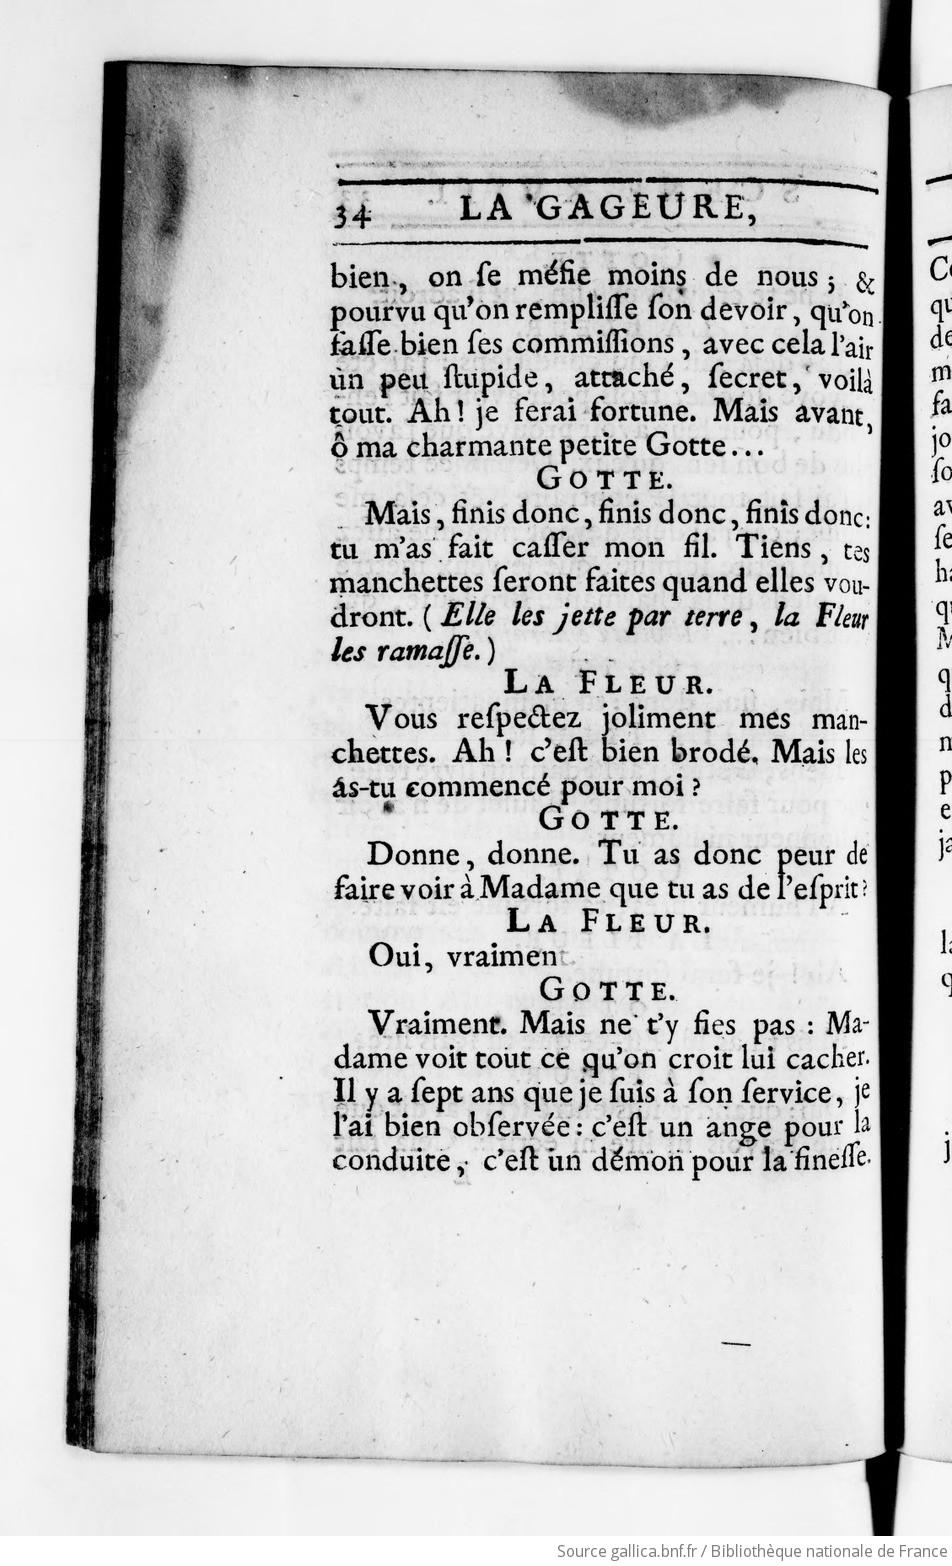 34 LA GAGEURE,
bien, on ſe méfie moins de nous ; &
pourvu qu'on rempliſſe ſon devoir, qu'on
faſſe bien ſes commiſſions, avec cela l'air
un peu ſtupide, attaché, ſecret, voilà
tout. Ah! je ferai fortune. Mais avant,
ô ma charmante petite Gotte...
GOTTE.
Mais, finis donc, finis donc, finis donc:
tu m'as fait caſſer mon fil. Tiens, tes
manchettes ſeront faites quand elles vou-
dront. (Elle les jette par terre, la Fleur
les ramaſſe.)
LA FLEUR.
Vous reſpectez joliment mes man-
chettes. Ah ! c'eſt bien brodé. Mais les
as-tu commencé pour moi ?
GOTTE.
Donne, donne. Tu as donc peur de
faire voir à Madame que tu as de l'eſprit?
LA FLEUR.
Oui, vraiment.
GOTTE.
Vraiment. Mais ne t'y fies pas : Ma-
dame voit tout ce qu'on croit lui cacher.
Il y a ſept ans que je ſuis à ſon ſervice, je
l'ai bien obſervée: c'eſt un ange pour la
conduite, c'eſt un démon pour la fineſſe.
Source gallica.bnf.fr / Bibliothèque nationale de France